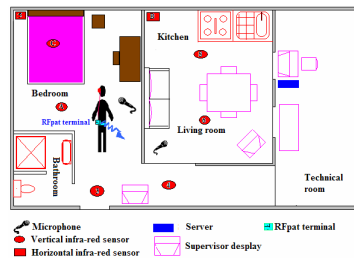 Kitchen
Bedroom
RFpat terminal
Living room
Bathroom
Technical
room
Microphone
Server
RFpat terminal
Vertical infra-red sensor
Supervisor desplay
Horizontal infra-red sensor